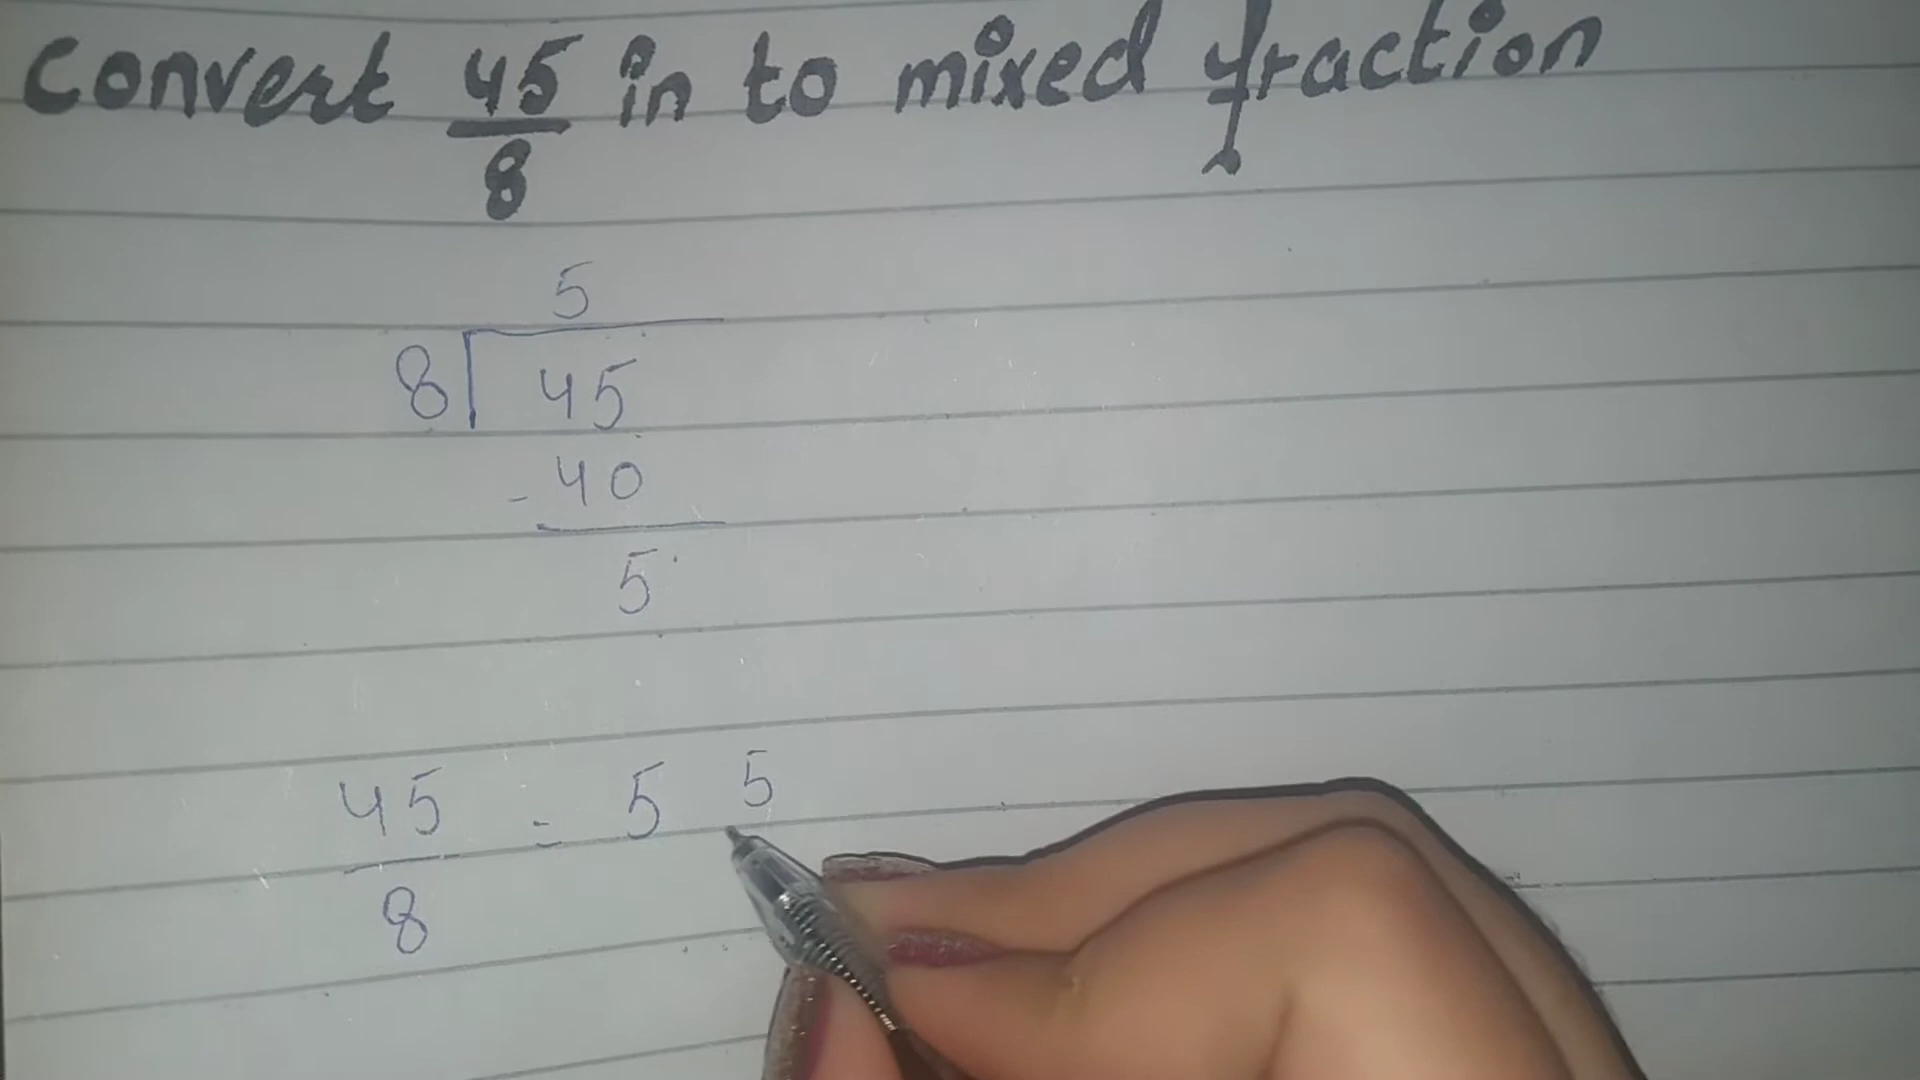 Convert 45/8 in to mixed fraction
5
8 45
- 40
5
45/8 = 5 5